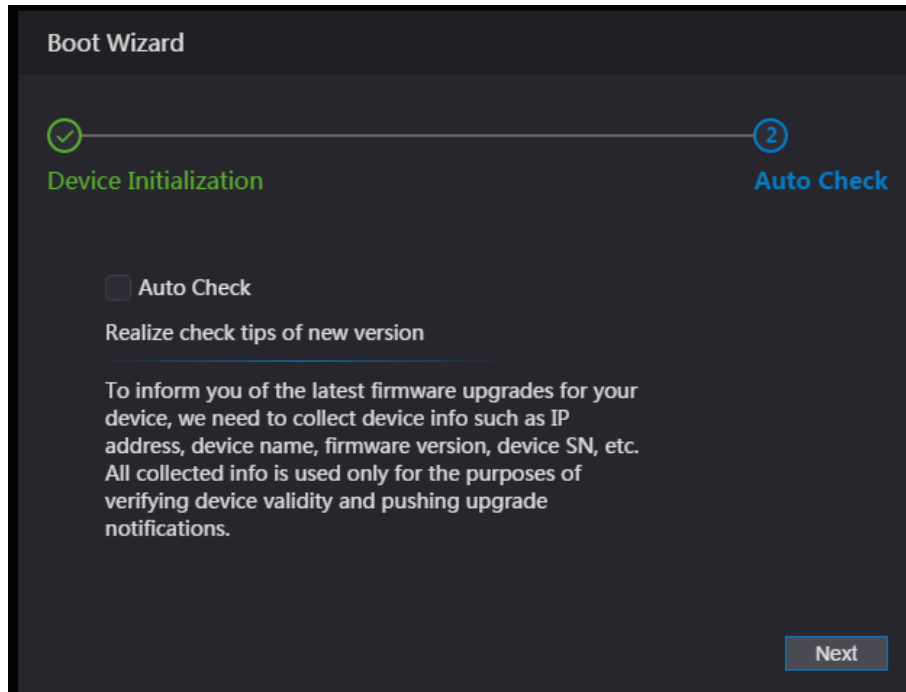 Boot Wizard
2
Device Initialization
Auto Check
Auto Check
Realize check tips of new version
To inform you of the latest firmware upgrades for your
device, we need to collect device info such as IP
address, device name, firmware version, device SN, etc.
All collected info is used only for the purposes of
verifying device validity and pushing upgrade
notifications.
Next